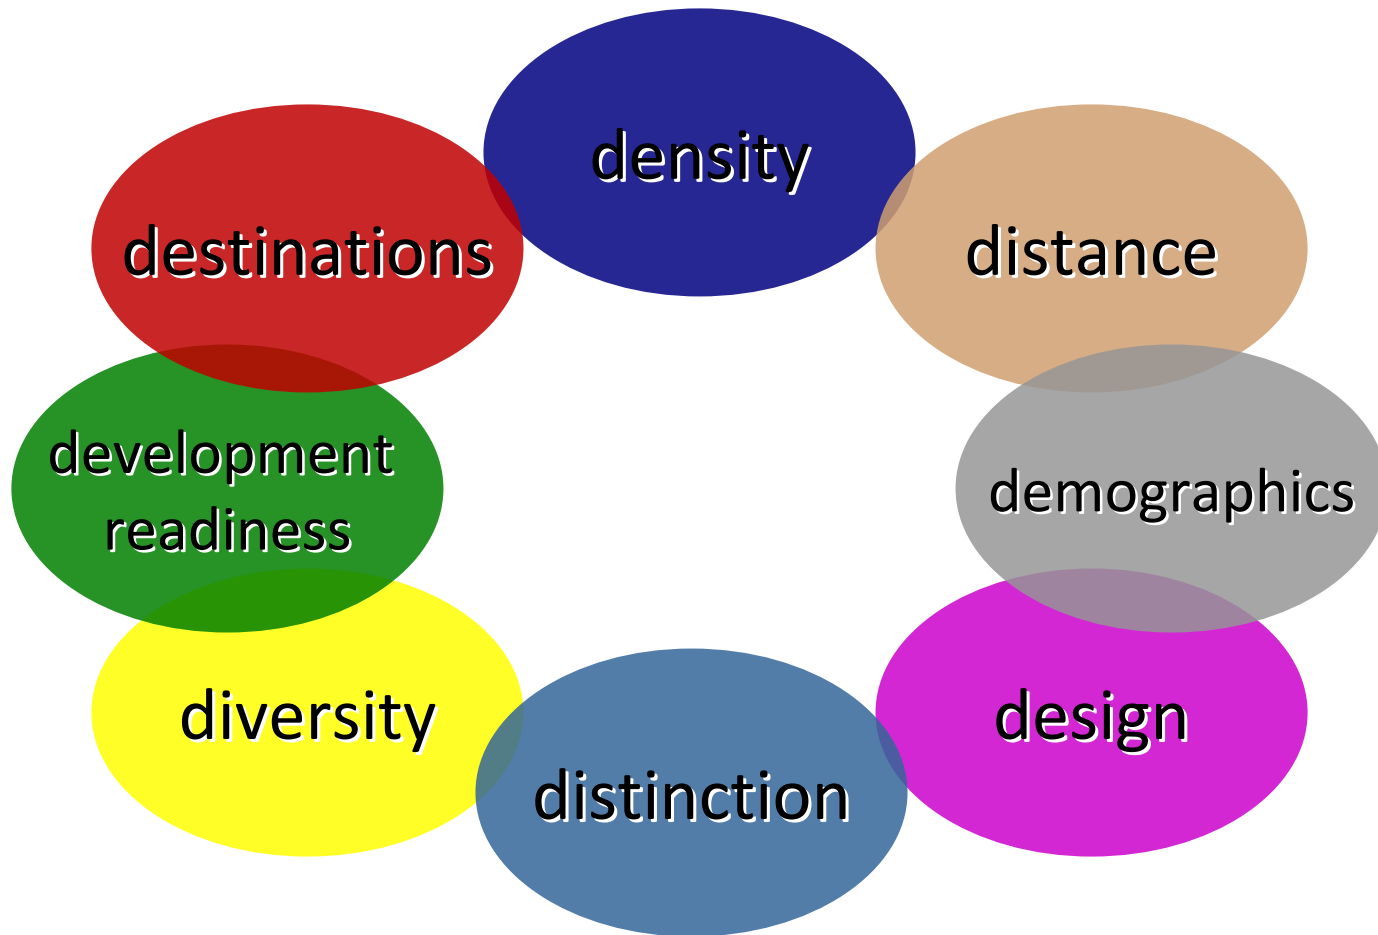 density
destinations
distance
development
readiness
demographics
diversity
design
distinction